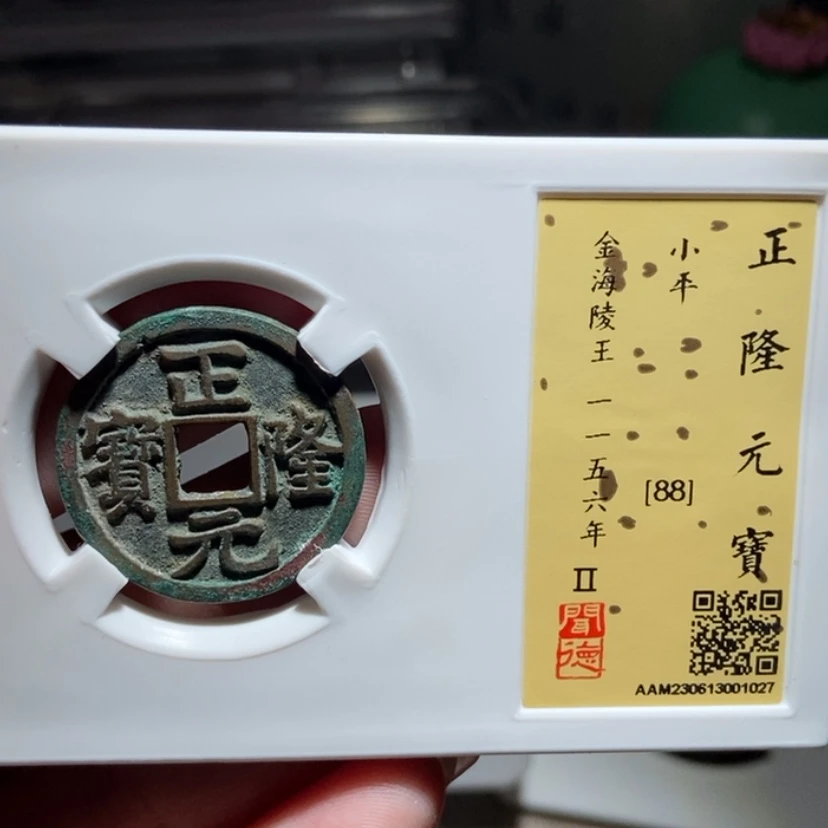 正隆元寶
正隆元寶
小平
[88]
金海陵王 一一五六年 II
聞德
AAM230613001027